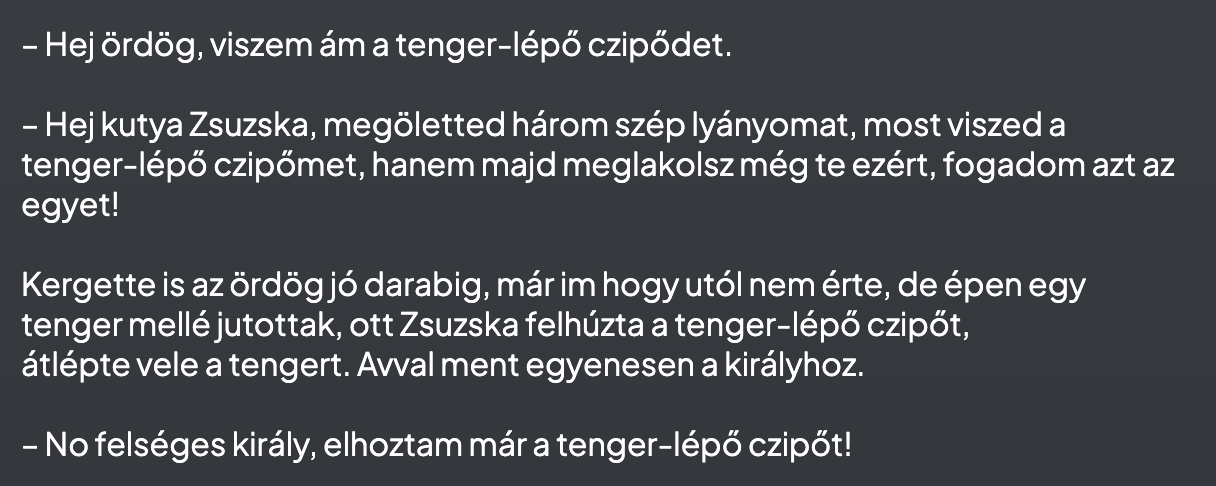 – Hej ördög, viszem ám a tenger-lépő czipődet.
– Hej kutya Zsuzska, megöletted három szép lyányomat, most viszed a
tenger-lépő czipőmet, hanem majd meglakolsz még te ezért, fogadom azt az
egyet!
Kergette is az ördög jó darabig, már im hogy utól nem érte, de épen egy
tenger mellé jutottak, ott Zsuzska felhúzta a tenger-lépő czipőt,
átlépte vele a tengert. Avval ment egyenesen a királyhoz.
– No felséges király, elhoztam már a tenger-lépő czipőt!